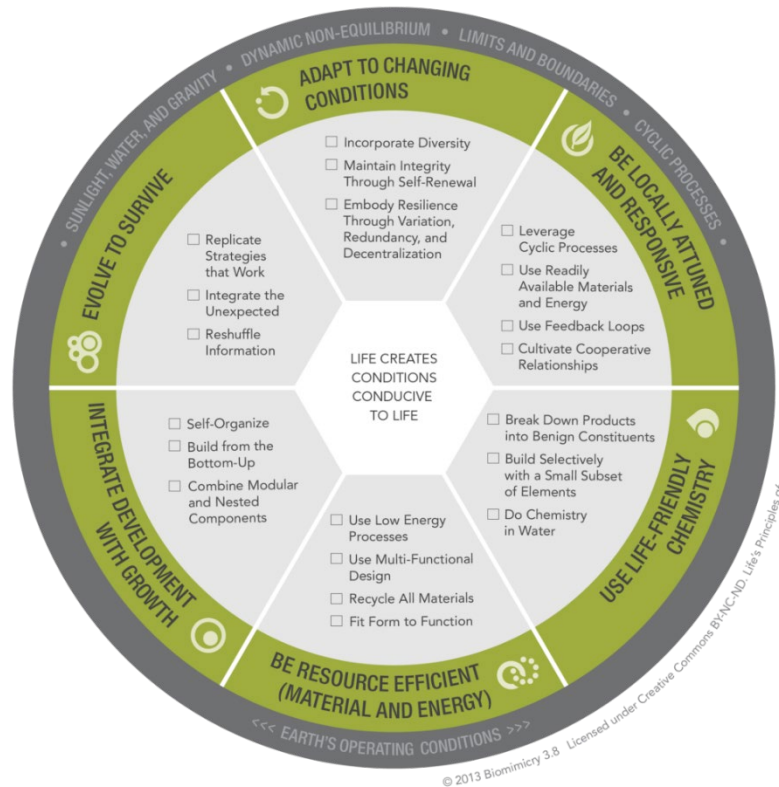 • SUNLIGHT, WATER, AND GRAVITY • DYNAMIC NON-EQUILIBRIUM • LIMITS AND BOUNDARIES • CYCLIC PROCESSES •
ADAPT TO CHANGING
CONDITIONS
☐ Incorporate Diversity
☐ Maintain Integrity
Through Self-Renewal
☐ Embody Resilience
Through Variation,
Redundancy, and
Decentralization
BE LOCALLY ATTUNED
AND RESPONSIVE
☐ Leverage
Cyclic Processes
☐ Use Readily
Available Materials
and Energy
☐ Use Feedback Loops
☐ Cultivate Cooperative
Relationships
USE LIFE-FRIENDLY
CHEMISTRY
☐ Break Down Products
into Benign Constituents
☐ Build Selectively
with a Small Subset
of Elements
☐ Do Chemistry
in Water
BE RESOURCE EFFICIENT
(MATERIAL AND ENERGY)
☐ Use Low Energy
Processes
☐ Use Multi-Functional
Design
☐ Recycle All Materials
☐ Fit Form to Function
INTEGRATE DEVELOPMENT
WITH GROWTH
☐ Self-Organize
☐ Build from the
Bottom-Up
☐ Combine Modular
and Nested
Components
EVOLVE TO SURVIVE
☐ Replicate
Strategies
that Work
☐ Integrate the
Unexpected
☐ Reshuffle
Information
LIFE CREATES
CONDITIONS
CONDUCIVE
TO LIFE
<<< EARTH'S OPERATING CONDITIONS >>>
© 2013 Biomimicry 3.8 Licensed under Creative Commons BY-NC-ND. Life's Principles of